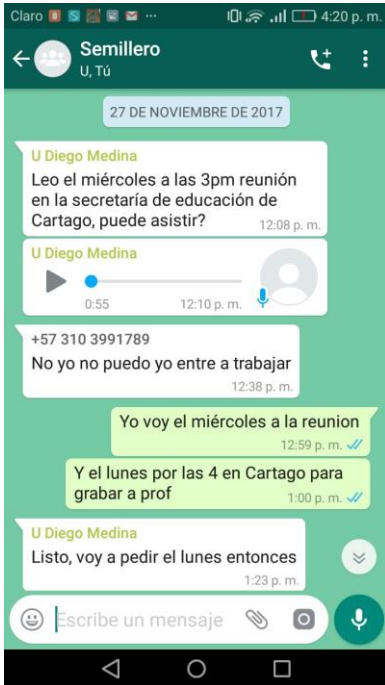 Claro 4:20 p. m.
Semillero
U, Tú
27 DE NOVIEMBRE DE 2017
U Diego Medina
Leo el miércoles a las 3pm reunión
en la secretaría de educación de
Cartago, puede asistir? 12:08 p. m.
U Diego Medina
0:55 12:10 p. m.
+57 310 3991789
No yo no puedo yo entre a trabajar
12:38 p. m.
Yo voy el miércoles a la reunion
12:59 p. m.
Y el lunes por las 4 en Cartago para
grabar a prof 1:00 p. m.
U Diego Medina
Listo, voy a pedir el lunes entonces
1:23 p. m.
Escribe un mensaje